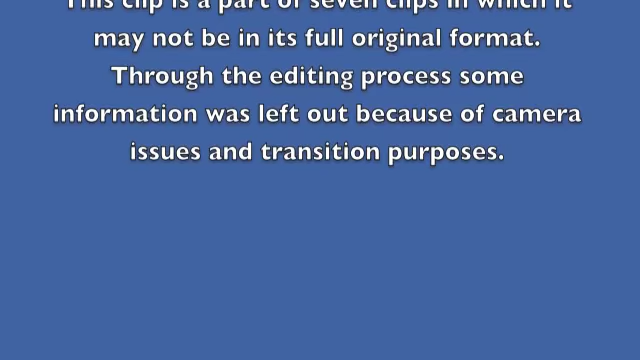 This clip is a part of seven clips in which it
may not be in its full original format.
Through the editing process some
information was left out because of camera
issues and transition purposes.